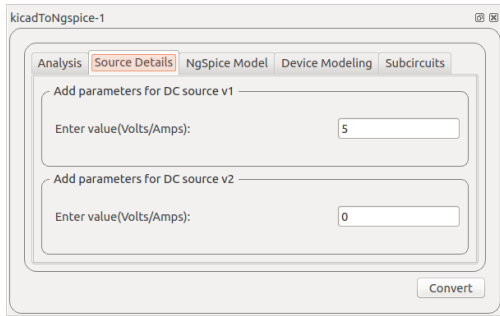 kicadToNgspice-1
Analysis Source Details NgSpice Model Device Modeling Subcircuits
Add parameters for DC source v1
Enter value(Volts/Amps): 5
Add parameters for DC source v2
Enter value(Volts/Amps): 0
Convert